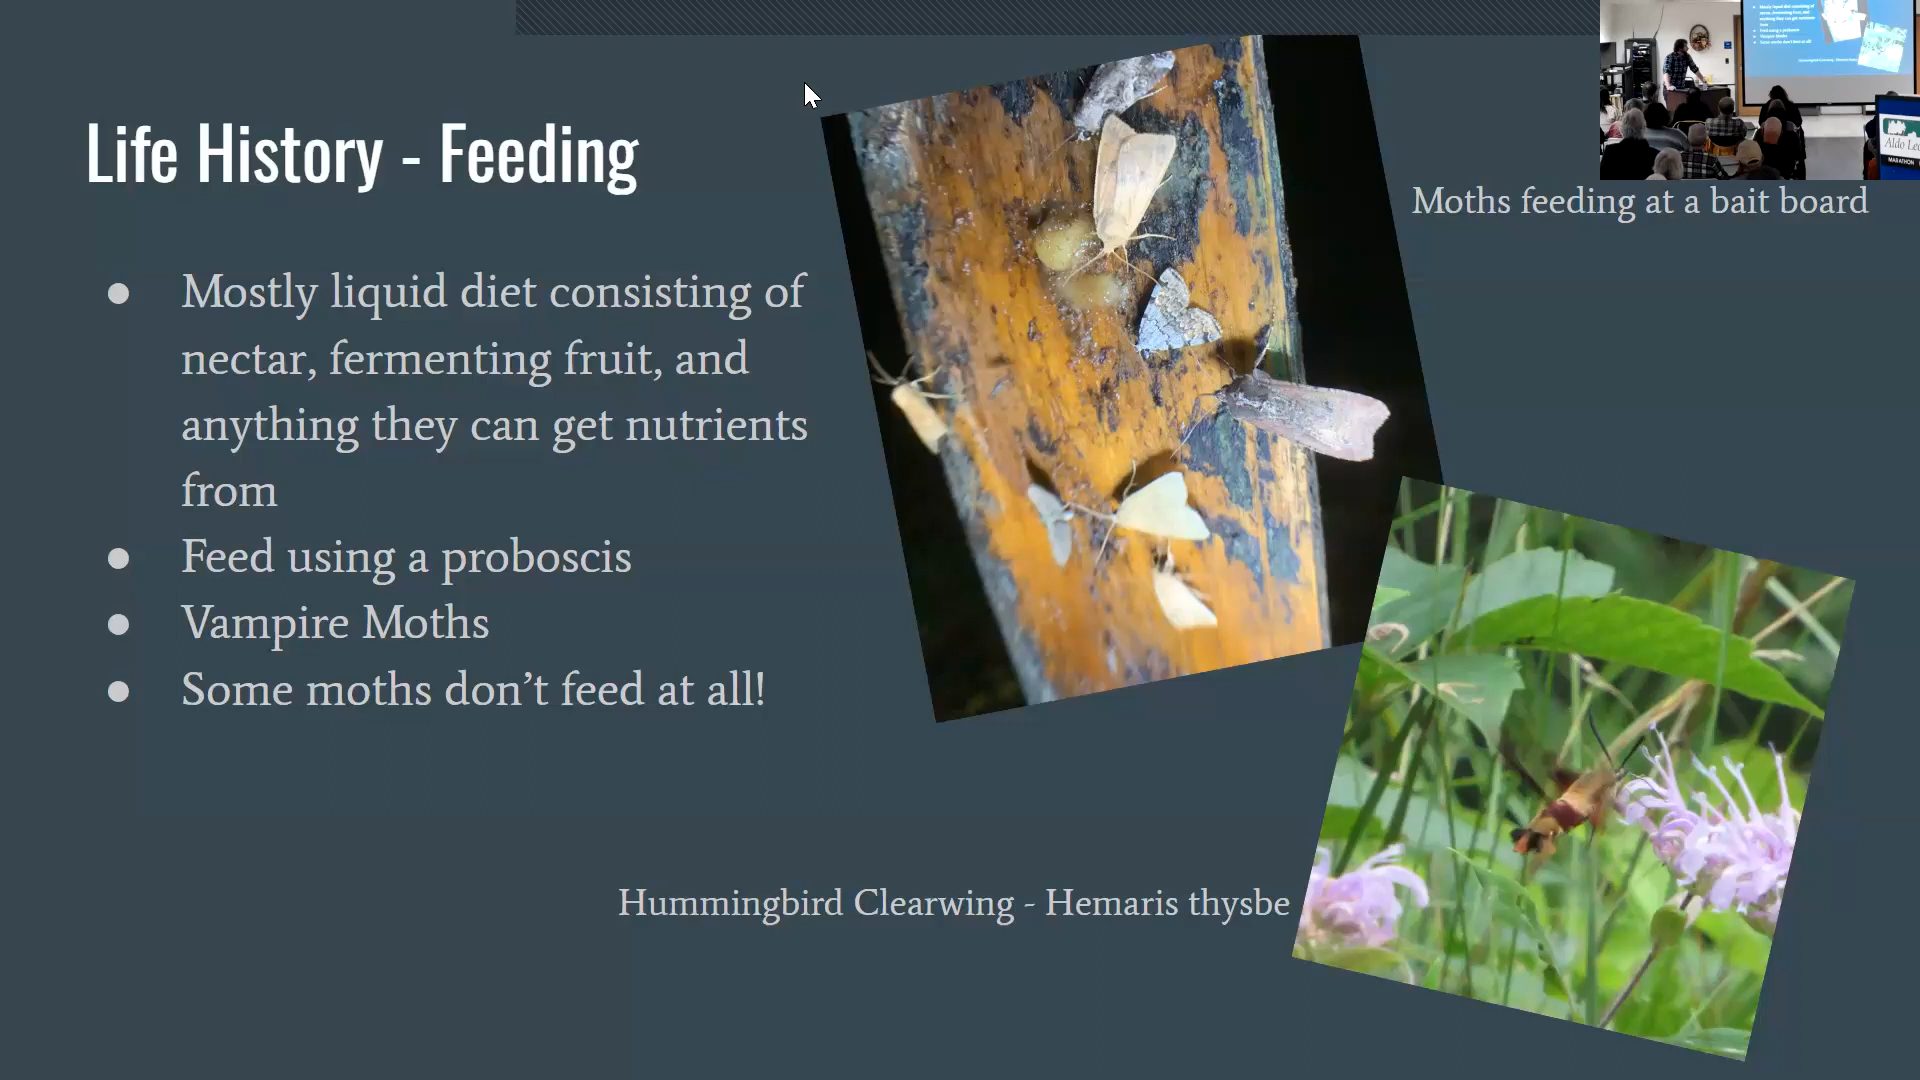 Life History - Feeding
Mostly liquid diet consisting of
nectar, fermenting fruit, and
anything they can get nutrients
from
Feed using a proboscis
Vampire Moths
Some moths don’t feed at all!
Moths feeding at a bait board
Hummingbird Clearwing - Hemaris thysbe
Aldo
MARATHON